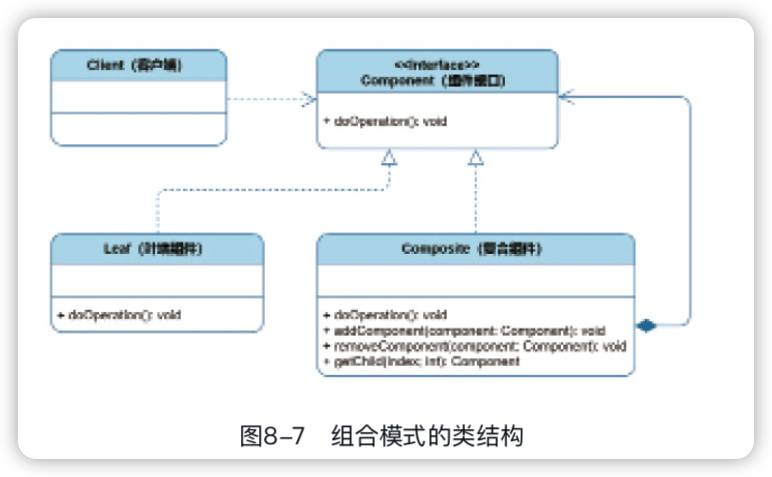 Client（客户端）
<<Interface>>
Component（组件接口）
+ doOperation(): void
Leaf（叶端组件）
+ doOperation(): void
Composite（复合组件）
+ doOperation(): void
+ addComponent(component: Component): void
+ removeComponent(component: Component): void
+ getChild(index: int): Component
图8-7 组合模式的类结构